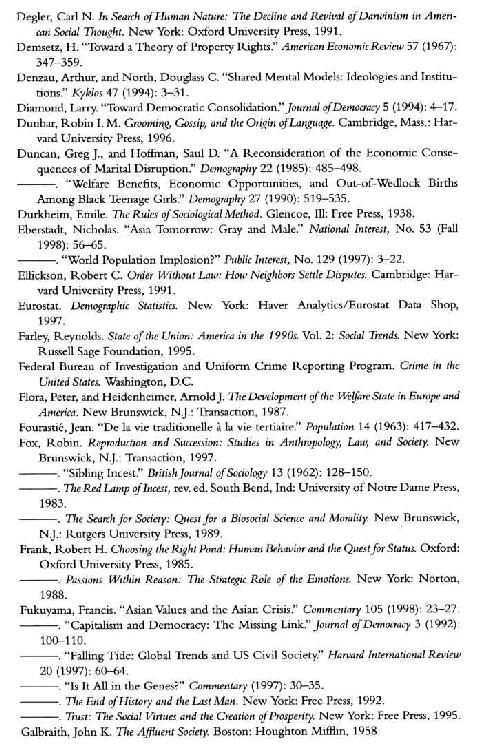 Degler, Carl N. In Search of Human Nature: The Decline and Revival of Darwinism in Ameri-
can Social Thought. New York: Oxford University Press, 1991.
Demsetz, H. “Toward a Theory of Property Rights.” American Economic Review 57 (1967):
347–359.
Denzau, Arthur, and North, Douglass C. “Shared Mental Models: Ideologies and Institu-
tions.” Kyklos 47 (1994): 3–31.
Diamond, Larry. “Toward Democratic Consolidation.” Journal of Democracy 5 (1994): 4–17.
Dunbar, Robin I. M. Grooming, Gossip, and the Origin of Language. Cambridge, Mass.: Har-
vard University Press, 1996.
Duncan, Greg J., and Hoffman, Saul D. “A Reconsideration of the Economic Conse-
quences of Marital Disruption.” Demography 22 (1985): 485–498.
———. “Welfare Benefits, Economic Opportunities, and Out-of-Wedlock Births
Among Black Teenage Girls.” Demography 27 (1990): 519–535.
Durkheim, Emile. The Rules of Sociological Method. Glencoe, Ill: Free Press, 1938.
Eberstadt, Nicholas. “Asia Tomorrow: Gray and Male.” National Interest, No. 53 (Fall
1998): 56–65.
———. “World Population Implosion?” Public Interest, No. 129 (1997): 3–22.
Ellickson, Robert C. Order Without Law: How Neighbors Settle Disputes. Cambridge: Har-
vard University Press, 1991.
Eurostat. Demographic Statistics. New York: Haver Analytics/Eurostat Data Shop,
1997.
Farley, Reynolds. State of the Union: America in the 1990s. Vol. 2: Social Trends. New York:
Russell Sage Foundation, 1995.
Federal Bureau of Investigation and Uniform Crime Reporting Program. Crime in the
United States. Washington, D.C.
Flora, Peter, and Heidenheimer, Arnold J. The Development of the Welfare State in Europe and
America. New Brunswick, N.J.: Transaction, 1987.
Fourastié, Jean. “De la vie traditionelle à la vie tertiaire.” Population 14 (1963): 417–432.
Fox, Robin. Reproduction and Succession: Studies in Anthropology, Law, and Society. New
Brunswick, N.J.: Transaction, 1997.
———. “Sibling Incest.” British Journal of Sociology 13 (1962): 128–150.
———. The Red Lamp of Incest, rev. ed. South Bend, Ind: University of Notre Dame Press,
1983.
———. The Search for Society: Quest for a Biosocial Science and Morality. New Brunswick,
N.J.: Rutgers University Press, 1989.
Frank, Robert H. Choosing the Right Pond: Human Behavior and the Quest for Status. Oxford:
Oxford University Press, 1985.
———. Passions Within Reason: The Strategic Role of the Emotions. New York: Norton,
1988.
Fukuyama, Francis. “Asian Values and the Asian Crisis.” Commentary 105 (1998): 23–27.
———. “Capitalism and Democracy: The Missing Link.” Journal of Democracy 3 (1992):
100–110.
———. “Falling Tide: Global Trends and US Civil Society.” Harvard International Review
20 (1997): 60–64.
———. “Is It All in the Genes?” Commentary (1997): 30–35.
———. The End of History and the Last Man. New York: Free Press, 1992.
———. Trust: The Social Virtues and the Creation of Prosperity. New York: Free Press, 1995.
Galbraith, John K. The Affluent Society. Boston: Houghton Mifflin, 1958